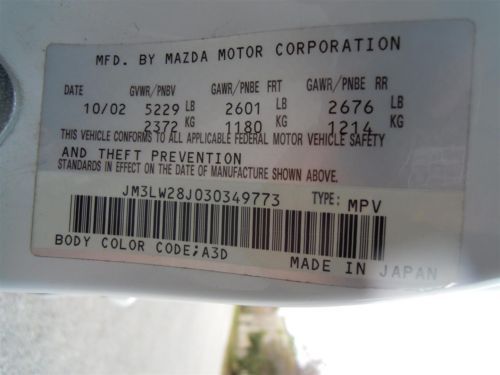 MFD. BY MAZDA MOTOR CORPORATION
DATE GVWR/PNBV GAWR/PNBE FRT GAWR/PNBE RR
10/02 5229 LB 2601 LB 2676 LB
2372 KG 1180 KG 1214 KG
THIS VEHICLE CONFORMS TO ALL APPLICABLE FEDERAL MOTOR VEHICLE SAFETY
AND THEFT PREVENTION
STANDARDS IN EFFECT ON THE DATE OF MANUFACTURE SHOWN ABOVE.
JM3LW28J030349773 TYPE: MPV
BODY COLOR CODE;A3D
MADE IN JAPAN